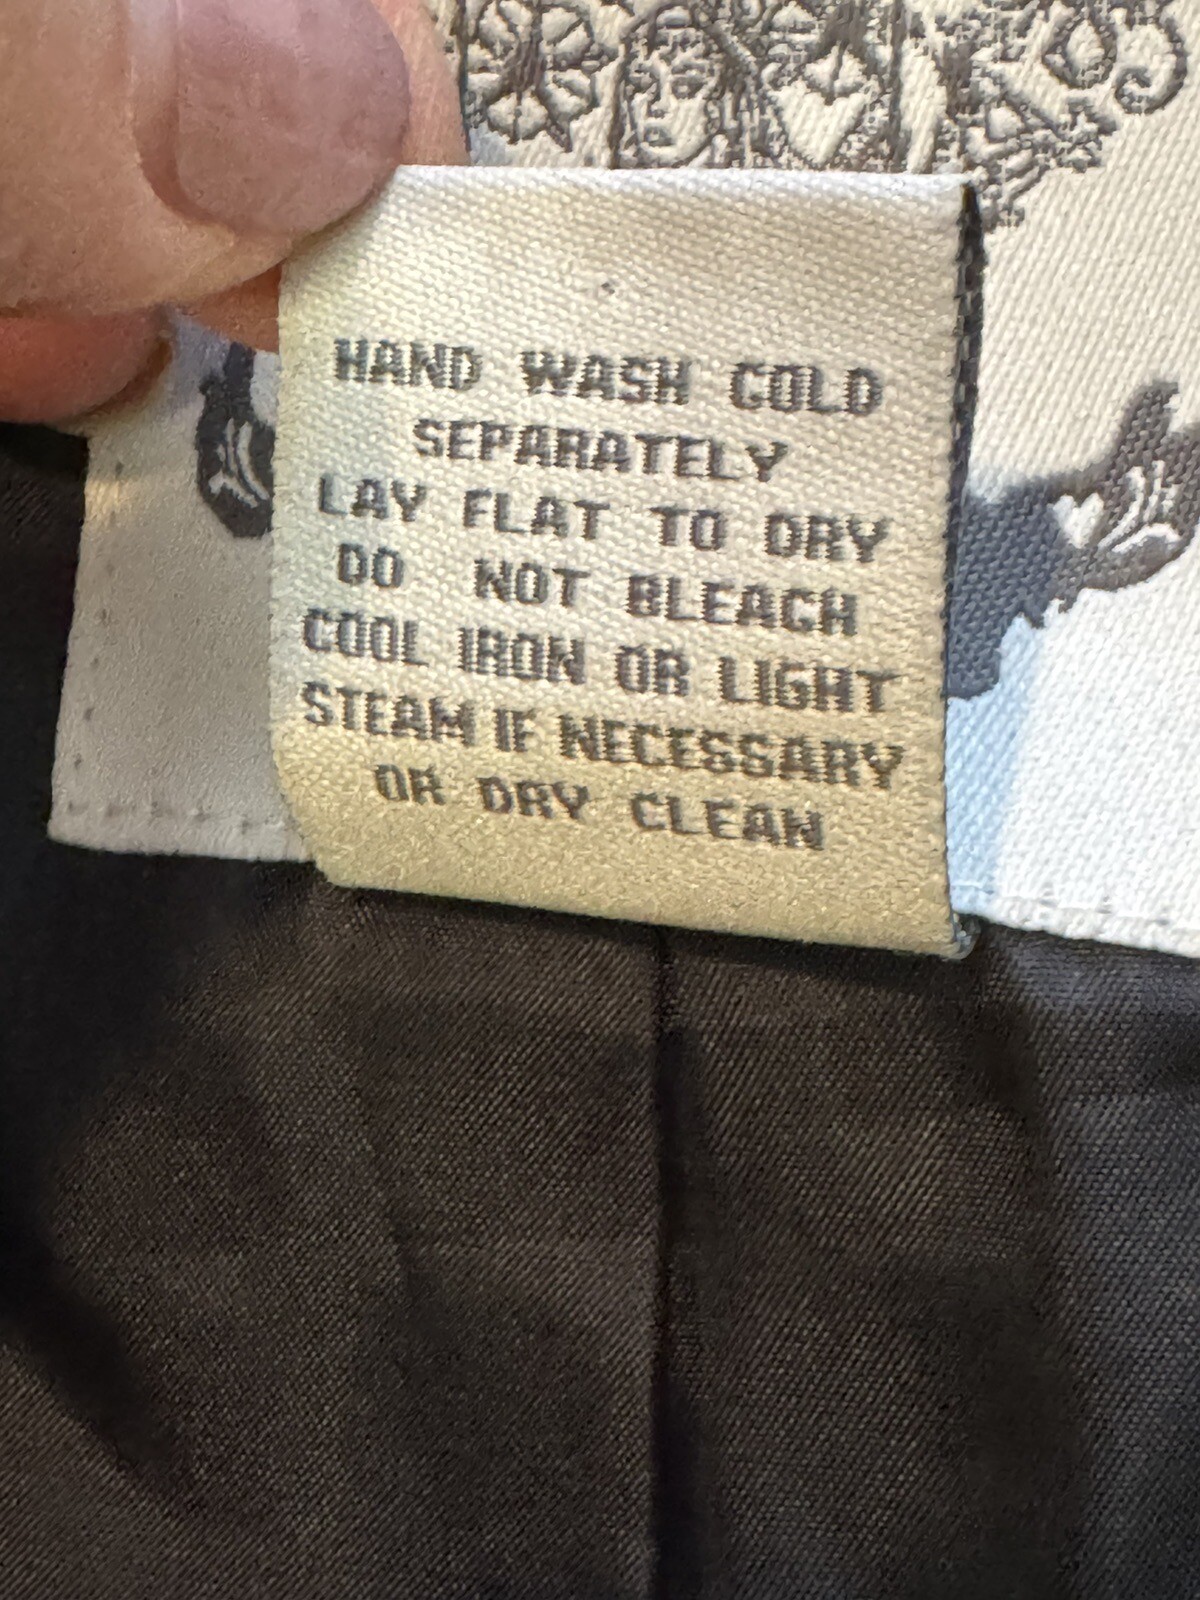 HAND WASH COLD
SEPARATELY
LAY FLAT TO DRY
DO NOT BLEACH
COOL IRON OR LIGHT
STEAM IF NECESSARY
OR DRY CLEAN